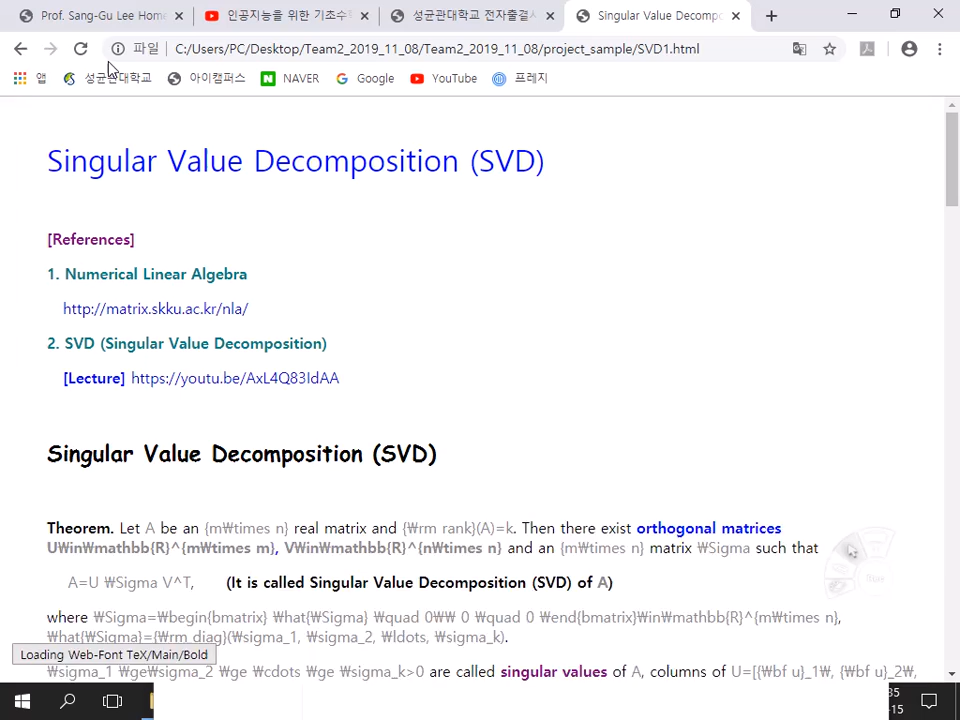 Prof. Sang-Gu Lee Home
인공지능을 위한 기초수학
성균관대학교 전자출결시
Singular Value Decompo
파일
C:/Users/PC/Desktop/Team2_2019_11_08/Team2_2019_11_08/project_sample/SVD1.html
앱
성균관대학교
아이캠퍼스
NAVER
Google
YouTube
프레지
Singular Value Decomposition (SVD)
[References]
1. Numerical Linear Algebra
http://matrix.skku.ac.kr/nla/
2. SVD (Singular Value Decomposition)
[Lecture] https://youtu.be/AxL4Q83IdAA
Singular Value Decomposition (SVD)
Theorem. Let A be an {m₩times n} real matrix and {₩rm rank}(A)=k. Then there exist orthogonal matrices
U₩in₩mathbb{R}^{m₩times m}, V₩in₩mathbb{R}^{n₩times n} and an {m₩times n} matrix ₩Sigma such that
A=U ₩Sigma V^T, (It is called Singular Value Decomposition (SVD) of A)
where ₩Sigma=₩begin{bmatrix} ₩hat{₩Sigma} ₩quad 0₩₩ 0 ₩quad 0 ₩end{bmatrix}₩in₩mathbb{R}^{m₩times n},
₩hat{₩Sigma}={₩rm diag}(₩sigma_1, ₩sigma_2, ₩ldots, ₩sigma_k).
Loading Web-Font TeX/Main/Bold
₩sigma_1 ₩ge₩sigma_2 ₩ge ₩cdots ₩ge ₩sigma_k>0 are called singular values of A, columns of U=[{₩bf u}_1₩, {₩bf u}_2₩,
35
-15